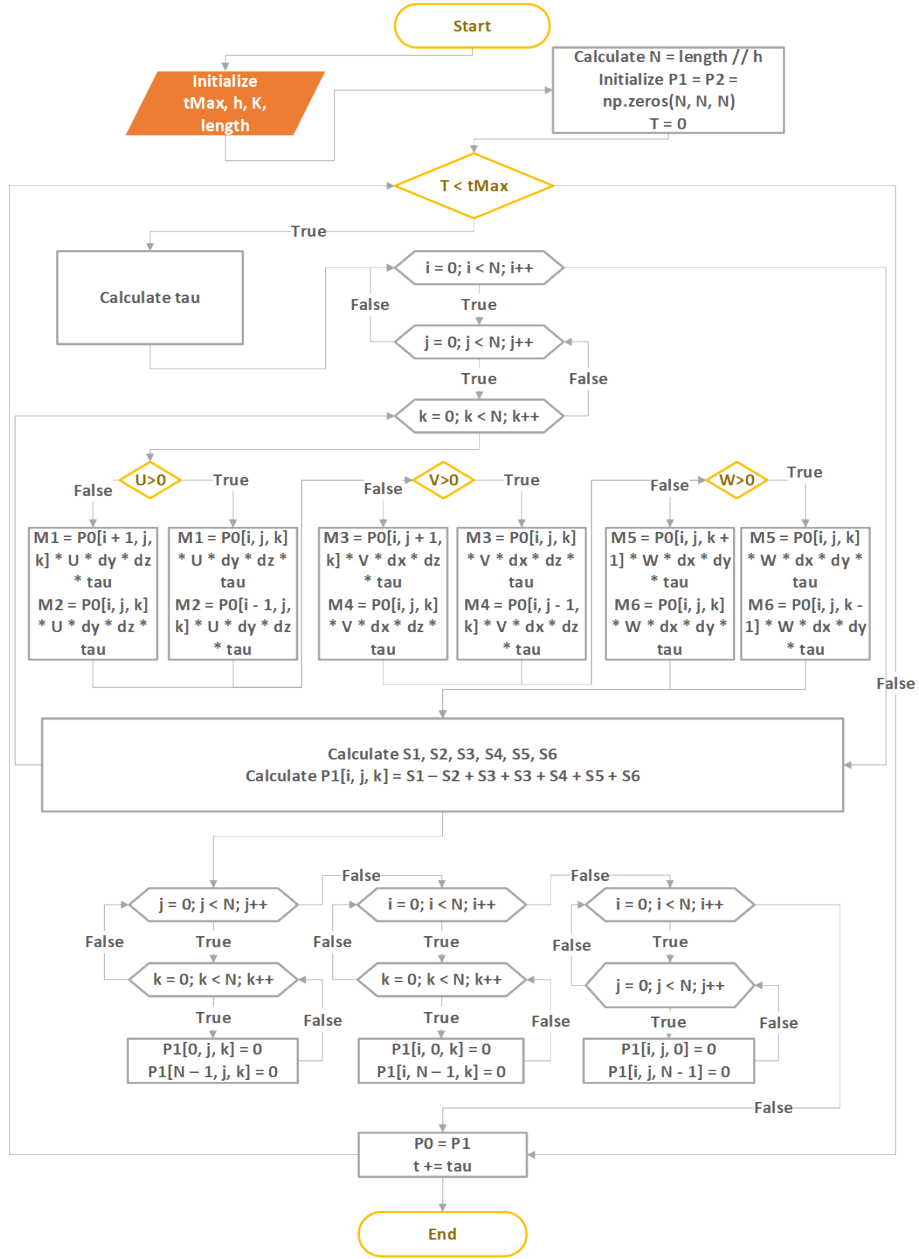 Start
Initialize
tMax, h, K,
length
Calculate N = length // h
Initialize P1 = P2 =
np.zeros(N, N, N)
T = 0
T < tMax
True
Calculate tau
i = 0; i < N; i++
False
True
j = 0; j < N; j++
True
False
k = 0; k < N; k++
U>0
False
True
V>0
False
True
W>0
False
True
M1 = P0[i + 1, j,
k] * U * dy * dz *
tau
M2 = P0[i, j, k]
* U * dy * dz *
tau
M1 = P0[i, j, k]
* U * dy * dz *
tau
M2 = P0[i - 1, j,
k] * U * dy * dz
* tau
M3 = P0[i, j + 1,
k] * V * dx * dz
* tau
M4 = P0[i, j, k]
* V * dx * dz *
tau
M3 = P0[i, j, k]
* V * dx * dz *
tau
M4 = P0[i, j - 1,
k] * V * dx * dz
* tau
M5 = P0[i, j, k +
1] * W * dx * dy
* tau
M6 = P0[i, j, k]
* W * dx * dy *
tau
M5 = P0[i, j, k]
* W * dx * dy *
tau
M6 = P0[i, j, k -
1] * W * dx * dy
* tau
False
Calculate S1, S2, S3, S4, S5, S6
Calculate P1[i, j, k] = S1 – S2 + S3 + S3 + S4 + S5 + S6
j = 0; j < N; j++
False
i = 0; i < N; i++
False
i = 0; i < N; i++
False
True
False
True
False
True
k = 0; k < N; k++
k = 0; k < N; k++
j = 0; j < N; j++
True
False
True
False
True
False
P1[0, j, k] = 0
P1[N – 1, j, k] = 0
P1[i, 0, k] = 0
P1[i, N – 1, k] = 0
P1[i, j, 0] = 0
P1[i, j, N - 1] = 0
False
P0 = P1
t += tau
End